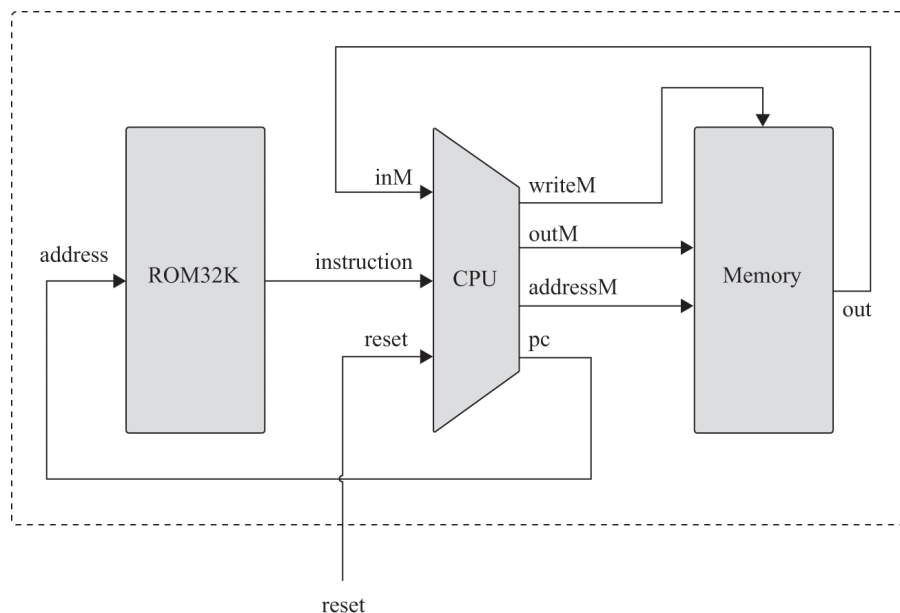 inM
writeM
outM
address
ROM32K
instruction
CPU
addressM
Memory
out
reset
pc
reset